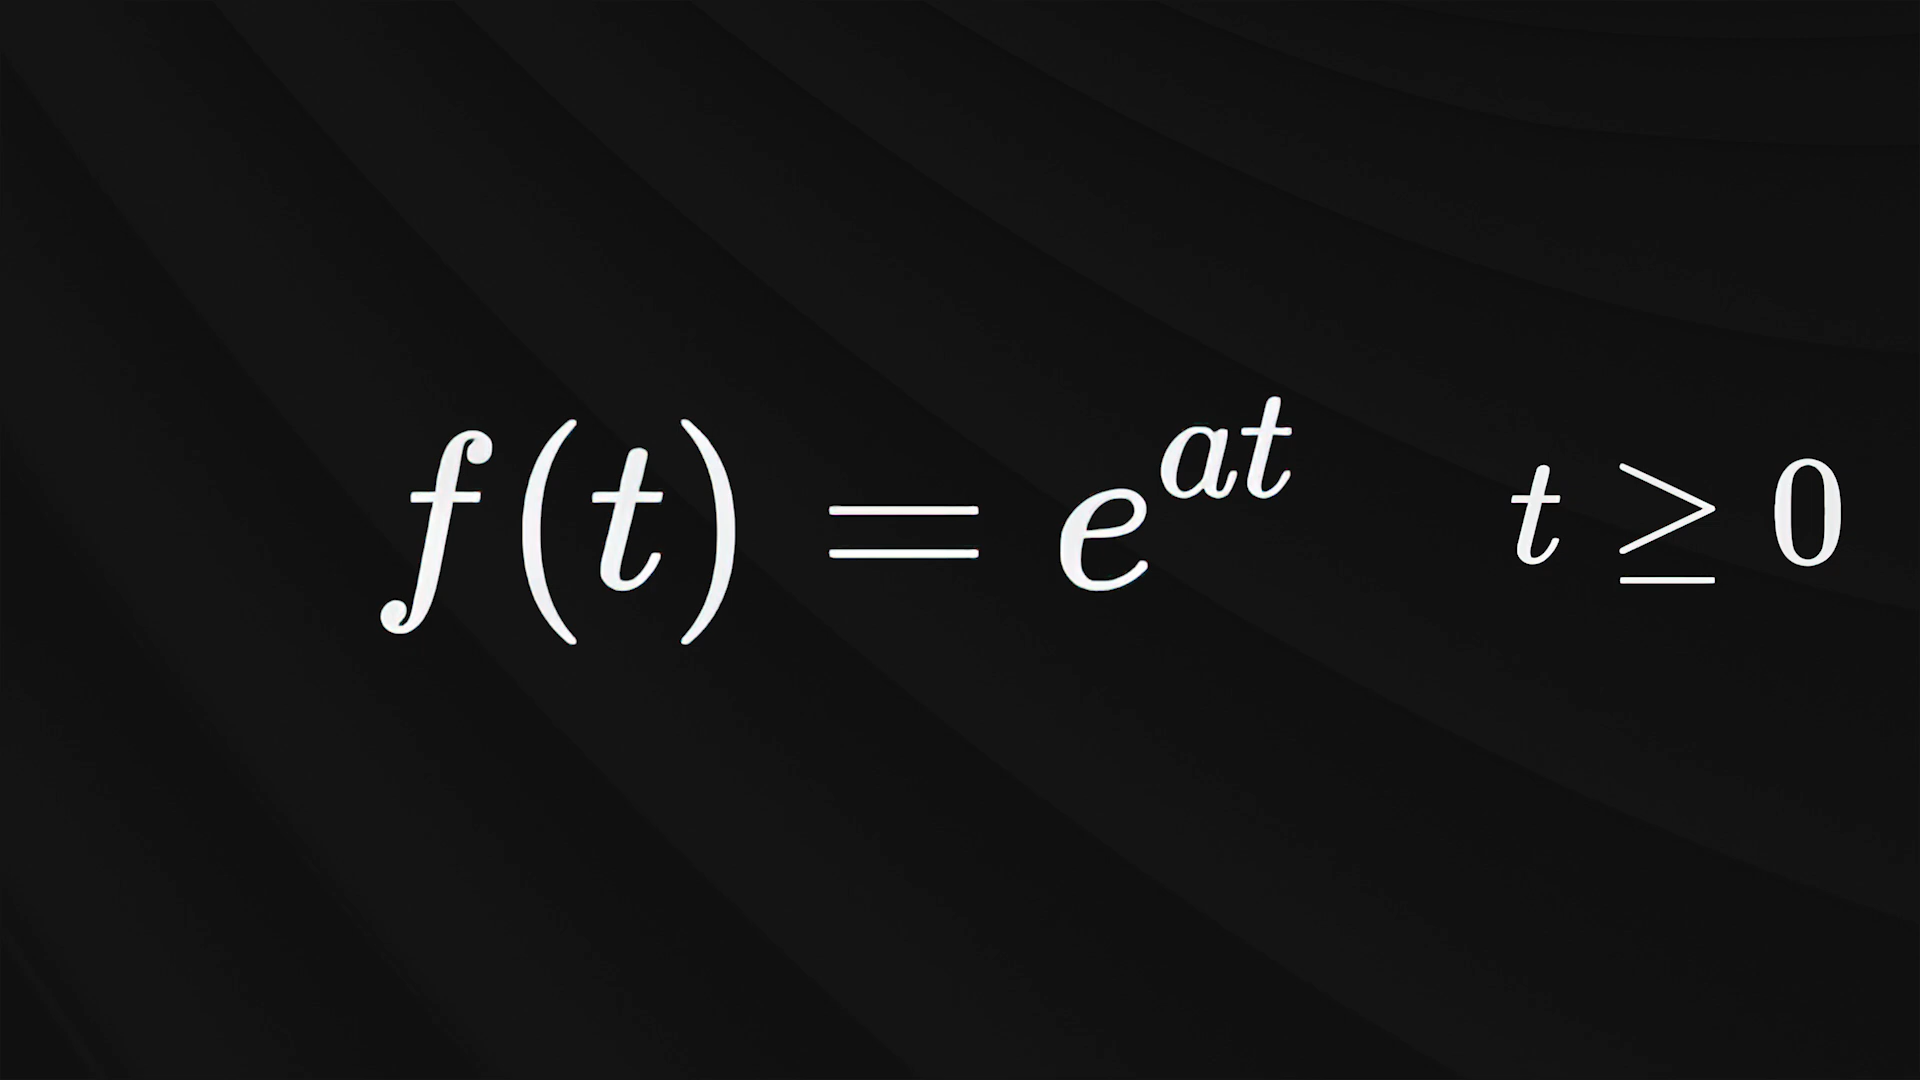 f(t) = e^{at} t ≥ 0